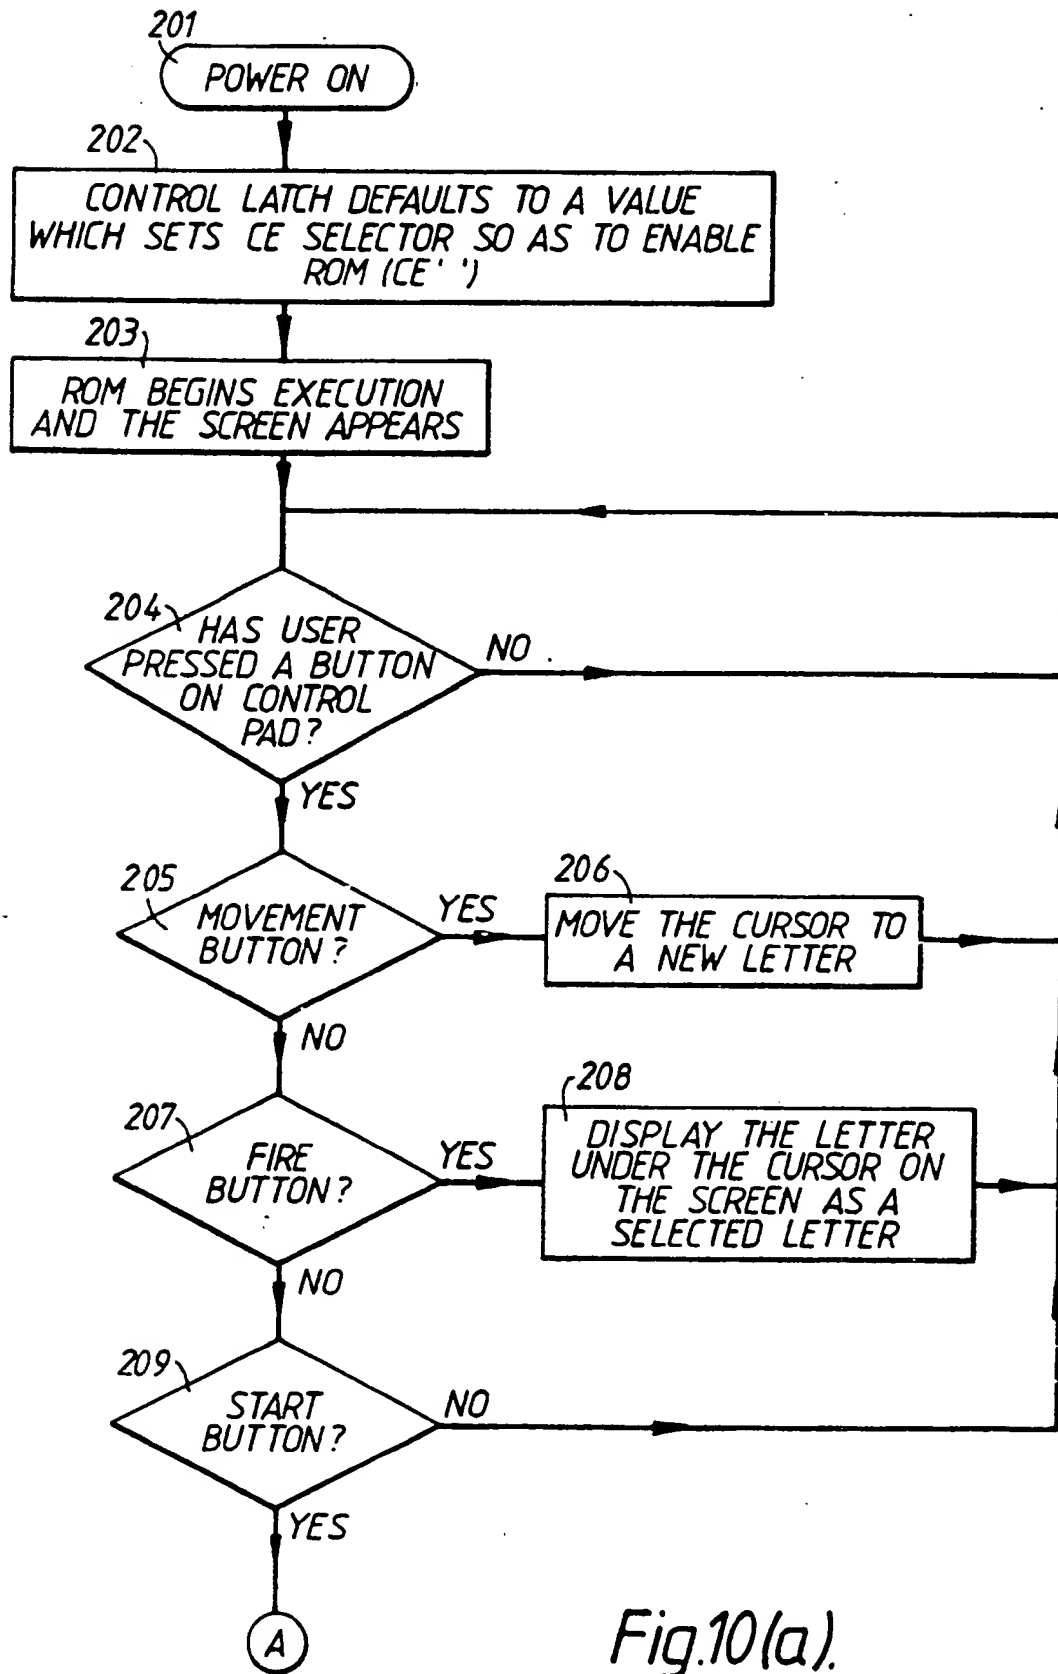 201
POWER ON
202
CONTROL LATCH DEFAULTS TO A VALUE
WHICH SETS CE SELECTOR SO AS TO ENABLE
ROM (CE' ')
203
ROM BEGINS EXECUTION
AND THE SCREEN APPEARS
204
HAS USER
PRESSED A BUTTON
ON CONTROL
PAD?
NO
YES
205
MOVEMENT
BUTTON?
YES
206
MOVE THE CURSOR TO
A NEW LETTER
NO
207
FIRE
BUTTON?
YES
208
DISPLAY THE LETTER
UNDER THE CURSOR ON
THE SCREEN AS A
SELECTED LETTER
NO
209
START
BUTTON?
NO
YES
A
Fig.10(a).